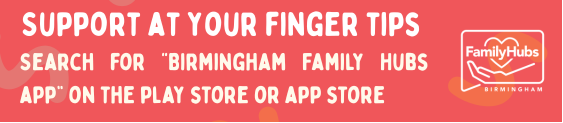 SUPPORT AT YOUR FINGER TIPS
SEARCH FOR "BIRMINGHAM FAMILY HUBS
APP" ON THE PLAY STORE OR APP STORE
FamilyHubs
BIRMINGHAM